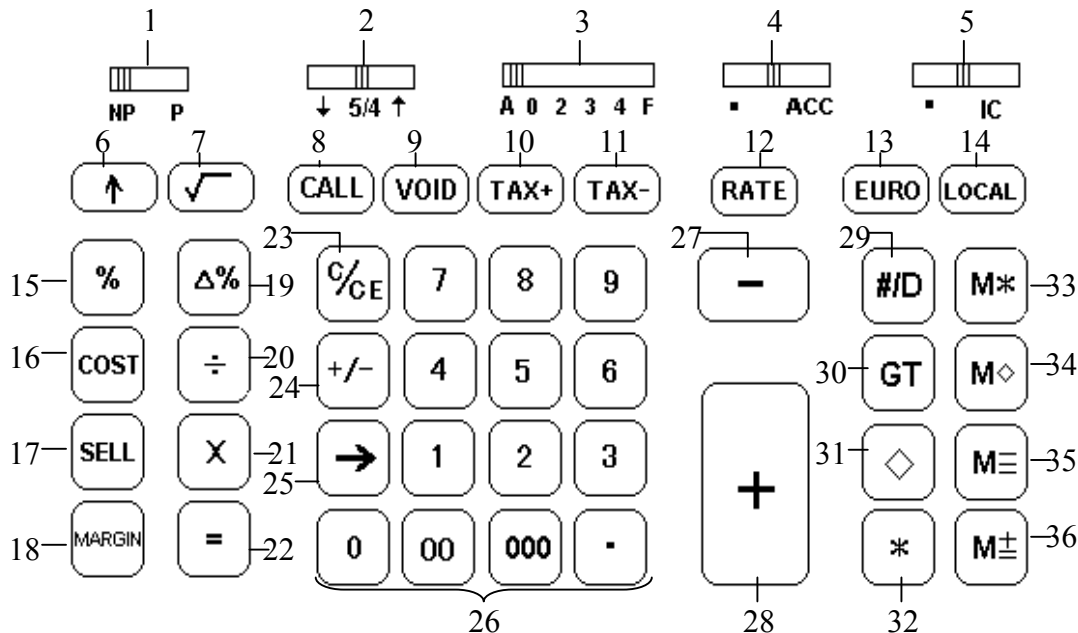 1 2 3 4 5
NP P ↓ 5/4 ↑ A 0 2 3 4 F ▪ ACC ▪ IC
6 7 8 9 10 11 12 13 14
↑ √ CALL VOID TAX+ TAX- RATE EURO LOCAL
23 27 29
15 % Δ% 19 C/CE 7 8 9 - #/D M* 33
16 COST ÷ 20 24 +/- 4 5 6 30 GT M◇ 34
17 SELL X 21 25 → 1 2 3 + 31 ◇ M= 35
18 MARGIN = 22 0 00 000 . * M± 36
26 28 32